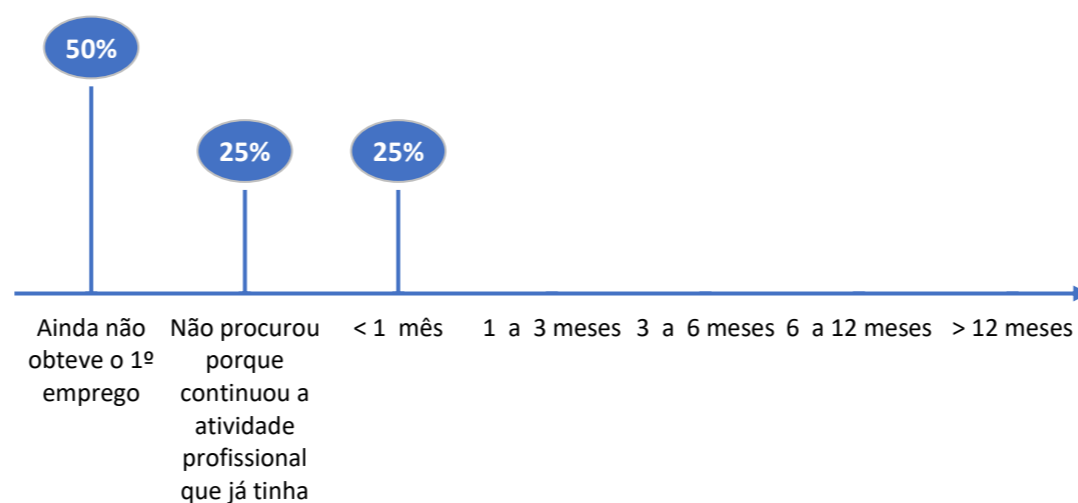 50%
25%
25%
Ainda não
obteve o 1º
emprego
Não procurou
porque
continuou a
atividade
profissional
que já tinha
< 1 mês
1 a 3 meses
3 a 6 meses
6 a 12 meses
> 12 meses